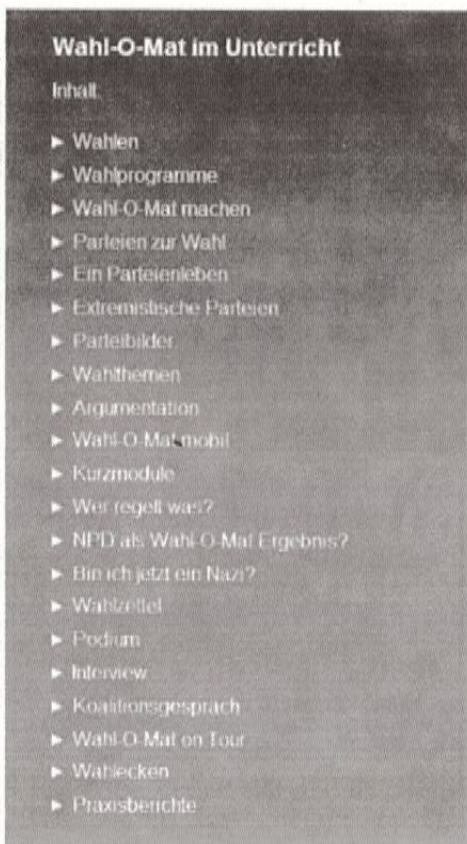 Wahl-O-Mat im Unterricht
Inhalt:
► Wahlen
► Wahlprogramme
► Wahl-O-Mat machen
► Parteien zur Wahl
► Ein Parteienleben
► Extremistische Parteien
► Parteibilder
► Wahlthemen
► Argumentation
► Wahl-O-Mat mobil
► Kurzmodule
► Wer regelt was?
► NPD als Wahl-O-Mat Ergebnis?
► Bin ich jetzt ein Nazi?
► Wahlzettel
► Podium
► Interview
► Koalitionsgespräch
► Wahl-O-Mat on Tour
► Wahlecken
► Praxisberichte